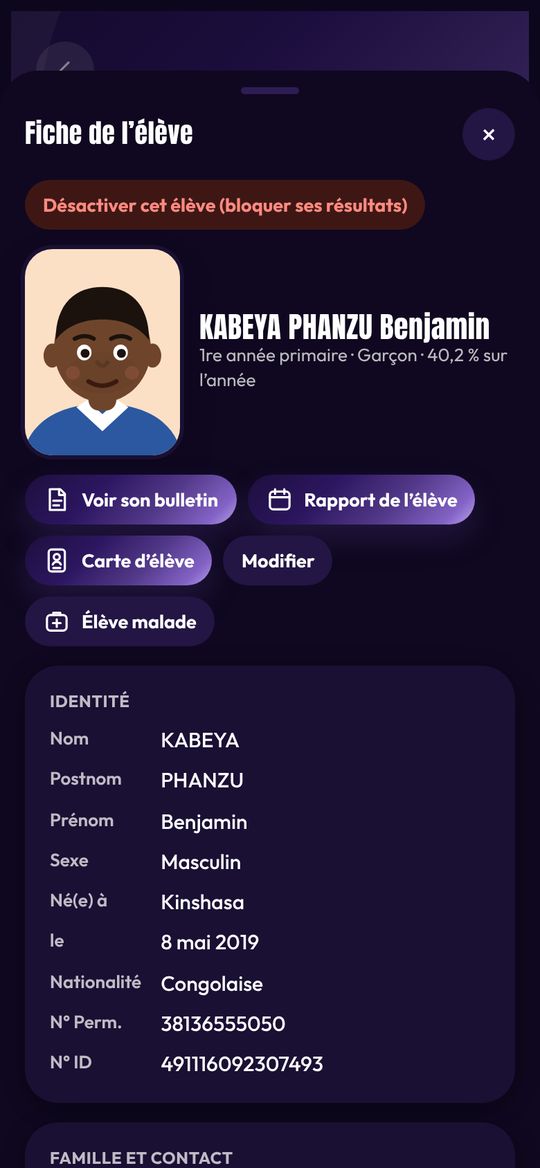 Fiche de l’élève
Désactiver cet élève (bloquer ses résultats)
KABEYA PHANZU Benjamin
1re année primaire · Garçon · 40,2 % sur
l’année
Voir son bulletin
Rapport de l’élève
Carte d’élève
Modifier
Élève malade
IDENTITÉ
Nom KABEYA
Postnom PHANZU
Prénom Benjamin
Sexe Masculin
Né(e) à Kinshasa
le 8 mai 2019
Nationalité Congolaise
N° Perm. 38136555050
N° ID 491116092307493
FAMILLE ET CONTACT